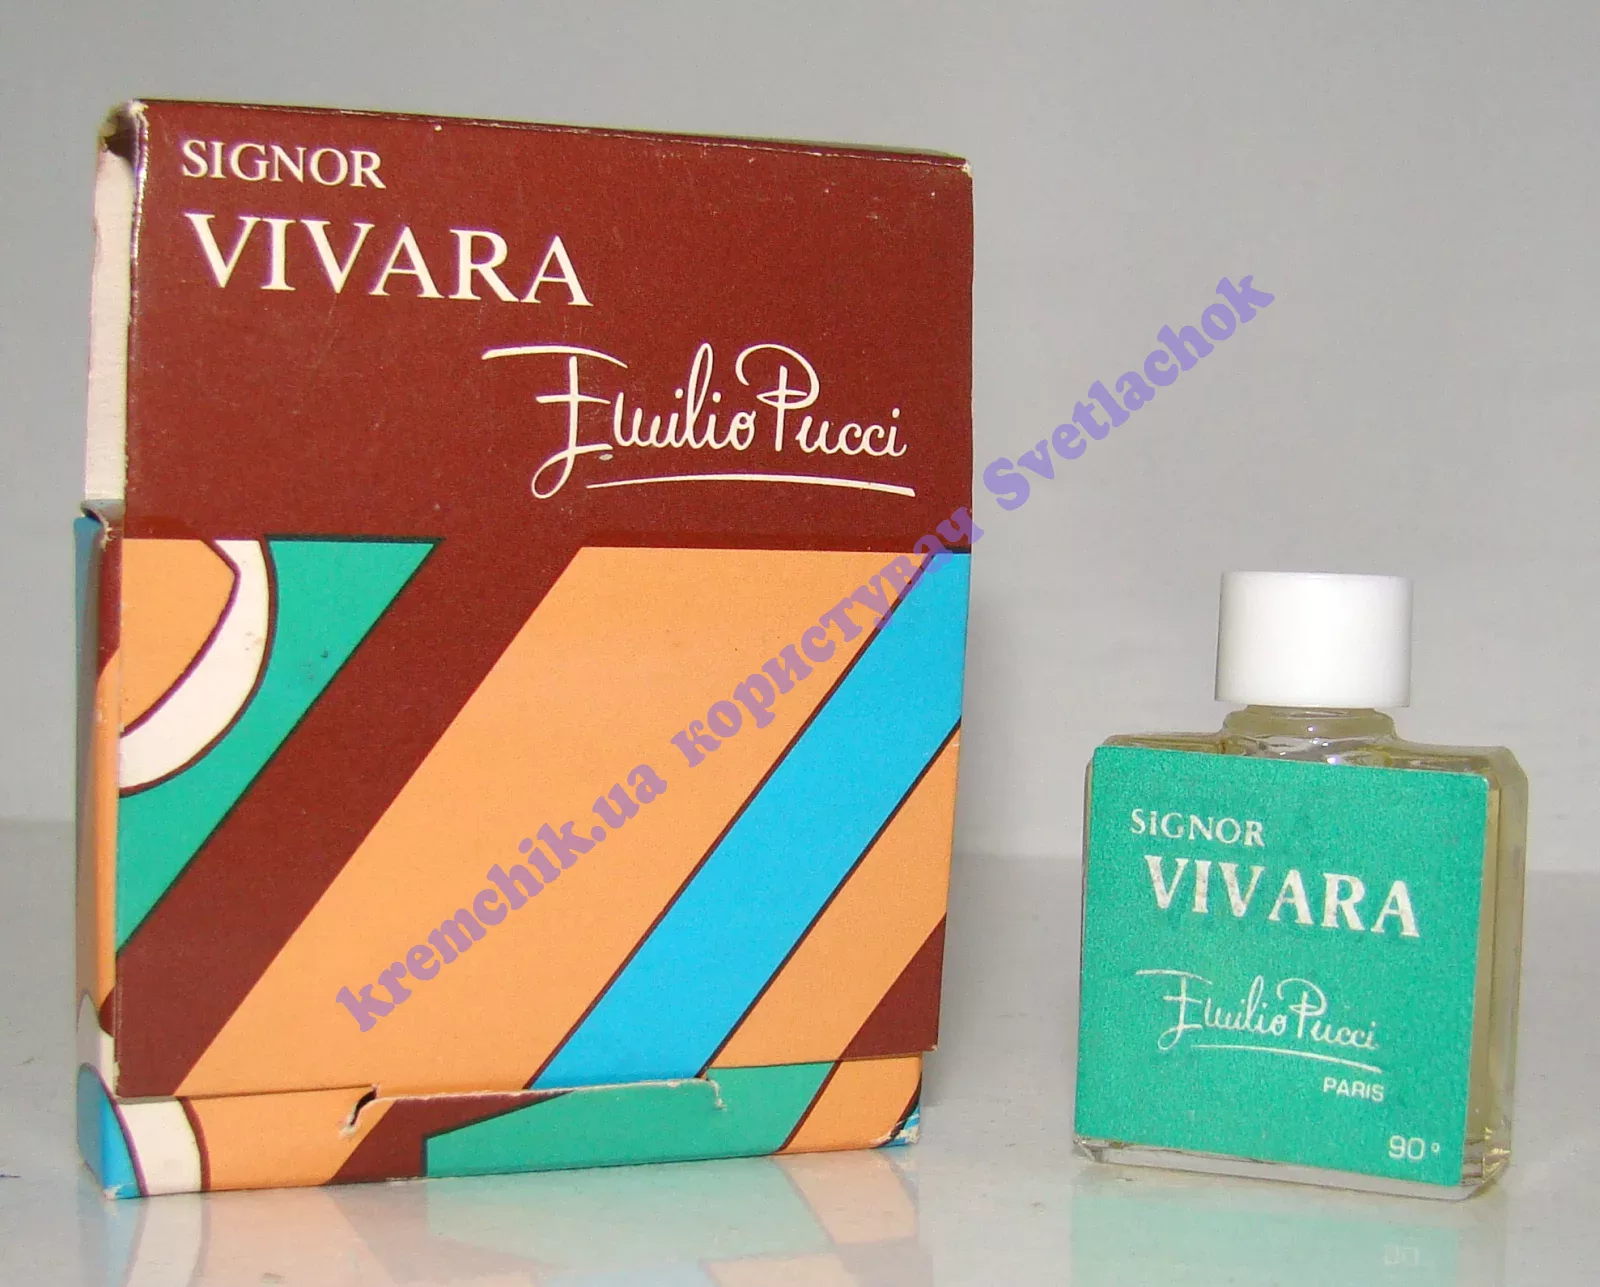 SIGNOR
VIVARA
Emilio Pucci
kremchik.ua користувач Svetlachok
SIGNOR
VIVARA
Emilio Pucci
PARIS
90°